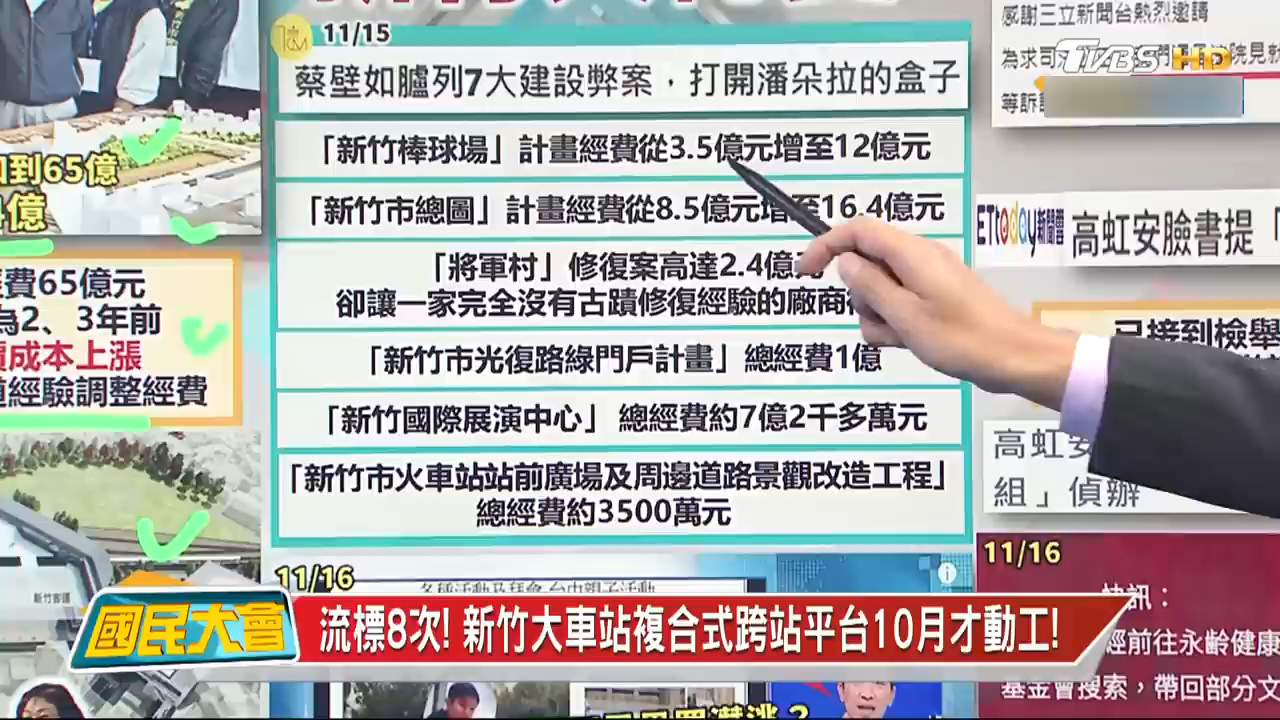 11/15
蔡壁如臚列7大建設弊案，打開潘朵拉的盒子
「新竹棒球場」計畫經費從3.5億元增至12億元
「新竹市總圖」計畫經費從8.5億元增至16.4億元
「將軍村」修復案高達2.4億元
卻讓一家完全沒有古蹟修復經驗的廠商
「新竹市光復路綠門戶計畫」總經費1億
「新竹國際展演中心」 總經費約7億2千多萬元
「新竹市火車站站前廣場及周邊道路景觀改造工程」
總經費約3500萬元
到65億
億
費65億元
為2、3年前
成本上漲
經驗調整經費
新竹客運
感謝三立新聞台熱烈邀請
為求司
等訴
TVBS HD
ETtoday新聞雲
高虹安臉書提「
已接到檢舉
高虹安
組」偵辦
11/16
快訊：
經前往永齡健康
基金會搜索，帶回部分文
11/16
國民大會
流標8次! 新竹大車站複合式跨站平台10月才動工!